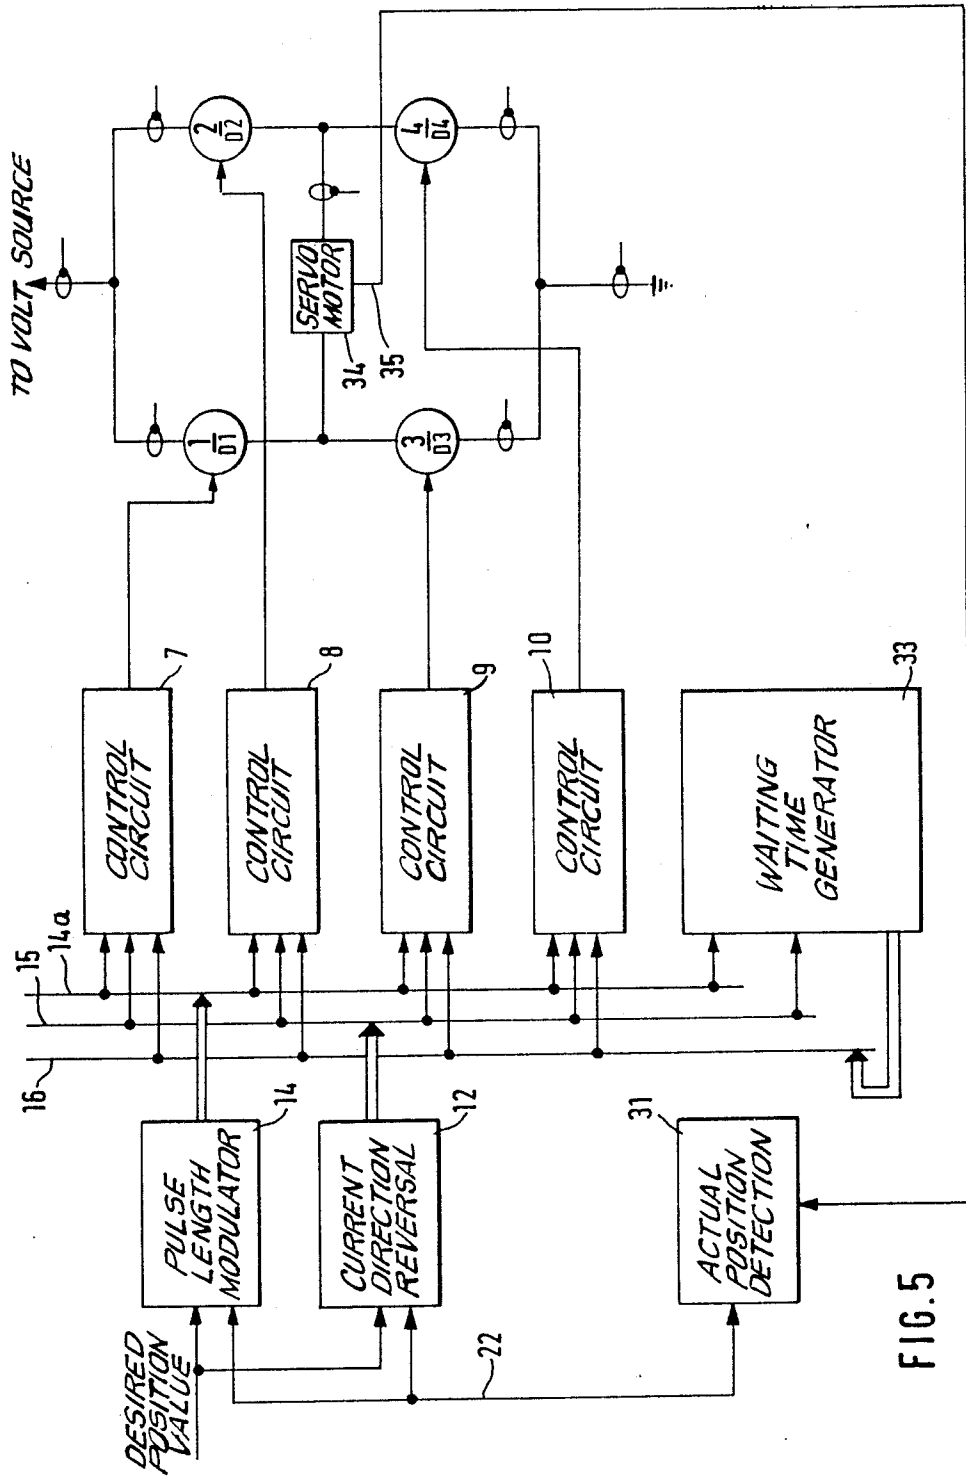 TO VOLT SOURCE
1
D1
2
D2
3
D3
4
D4
SERVO
MOTOR
34
35
CONTROL
CIRCUIT
7
CONTROL
CIRCUIT
8
CONTROL
CIRCUIT
9
CONTROL
CIRCUIT
10
WAITING
TIME
GENERATOR
33
14a
15
16
PULSE
LENGTH
MODULATOR
14
CURRENT
DIRECTION
REVERSAL
12
ACTUAL
POSITION
DETECTION
31
DESIRED
POSITION
VALUE
22
FIG.5